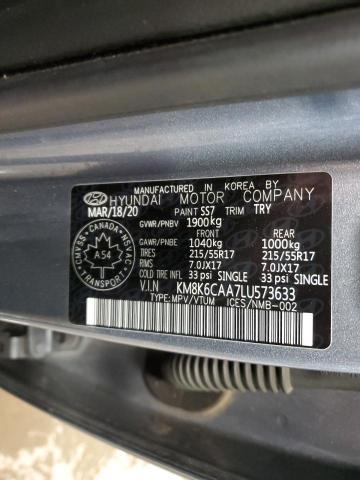 MANUFACTURED IN KOREA BY
HYUNDAI MOTOR COMPANY
MAR/18/20 PAINT SS7 TRIM TRY
GVWR/PNBV 1900kg
FRONT REAR
GAWR/PNBE 1040kg 1000kg
TIRES 215/55R17 215/55R17
RIMS 7.0JX17 7.0JX17
COLD TIRE INFL. 33 psi SINGLE 33 psi SINGLE
V.I.N KM8K6CAA7LU573633
TYPE:MPV/VTUM ICES/NMB-002
CANADA
NSVAC
CMVSS
A54